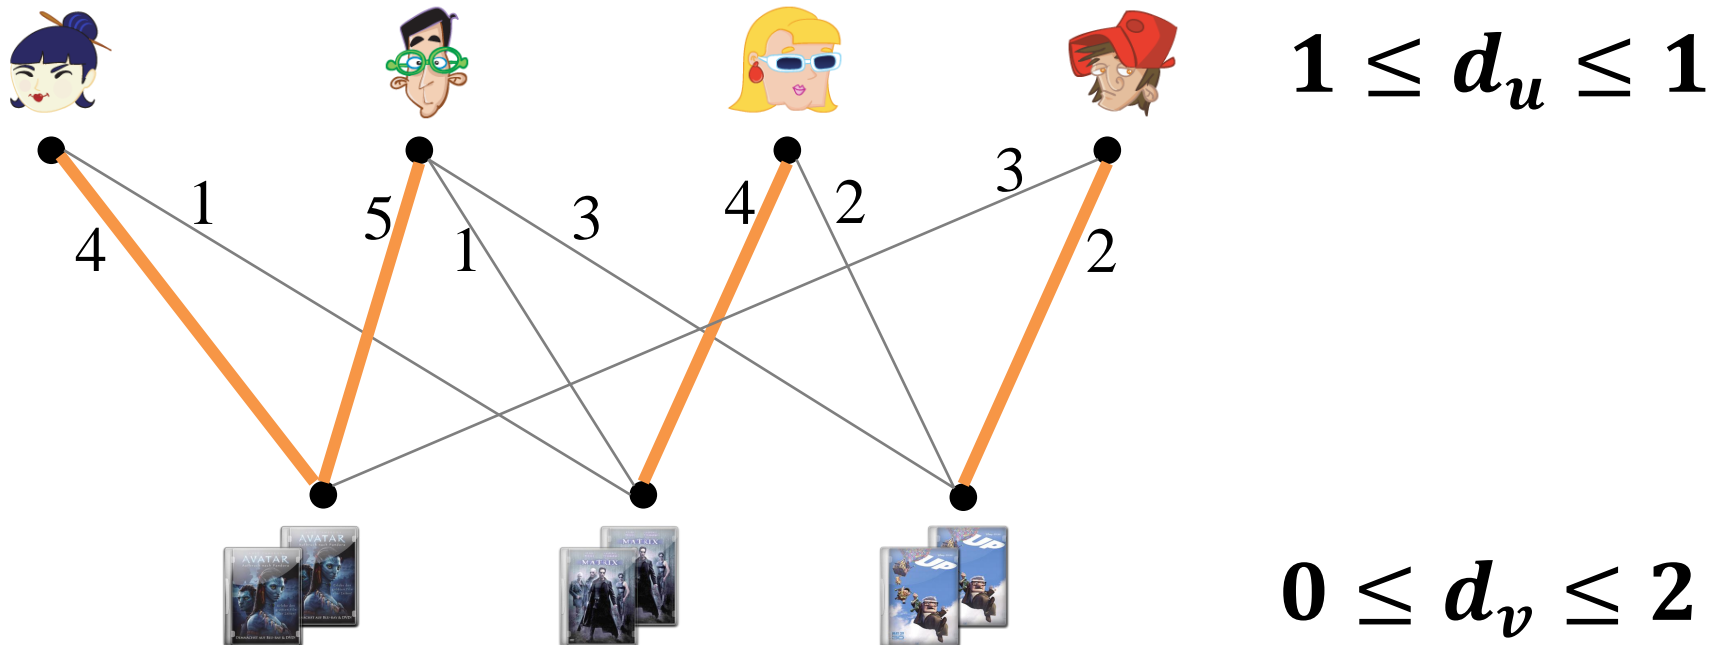 1 ≤ d_u ≤ 1
1 3
4 5 1 3 4 2 2
AVATAR AVATAR
MATRIX MATRIX
UP UP
0 ≤ d_v ≤ 2